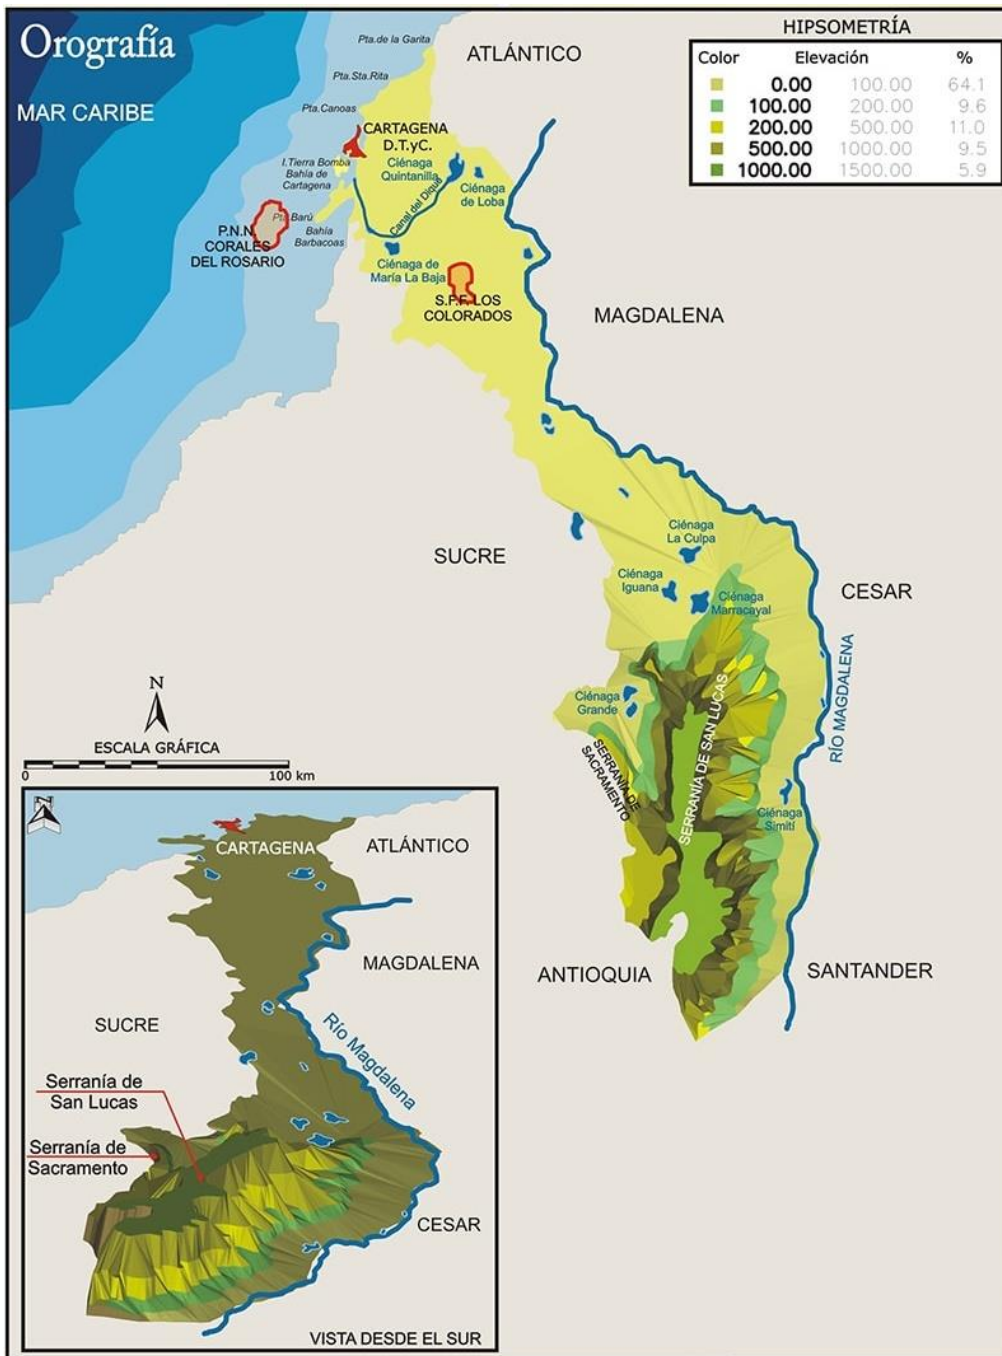 Orografía
MAR CARIBE
Pta.de la Garita
ATLÁNTICO
Pta.Sta.Rita
Pta.Canoas
CARTAGENA
D.T.yC.
I.Tierra Bomba
Bahía de
Cartagena
Ciénaga
Quintanilla
Canal del Dique
Ciénaga
de Loba
Pta.Barú
Bahía
Barbacoas
P.N.N.
CORALES
DEL ROSARIO
Ciénaga de
María La Baja
S.F.F. LOS
COLORADOS
MAGDALENA
HIPSOMETRÍA
Color Elevación %
0.00 100.00 64.1
100.00 200.00 9.6
200.00 500.00 11.0
500.00 1000.00 9.5
1000.00 1500.00 5.9
SUCRE
Ciénaga
La Culpa
Ciénaga
Iguana
Ciénaga
Marracayal
CESAR
RÍO MAGDALENA
Ciénaga
Grande
SERRANÍA DE
SACRAMENTO
SERRANÍA DE SAN LUCAS
Ciénaga
Simití
ANTIOQUIA
SANTANDER
N
ESCALA GRÁFICA
0 100 km
N
CARTAGENA
ATLÁNTICO
MAGDALENA
SUCRE
Río Magdalena
Serranía de
San Lucas
Serranía de
Sacramento
CESAR
VISTA DESDE EL SUR